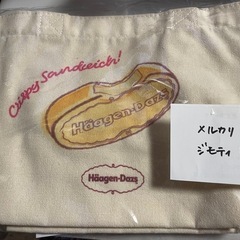 Crispy Sandwich!
Häagen-Dazs
Häagen-Dazs
メルカリ
ジモティ